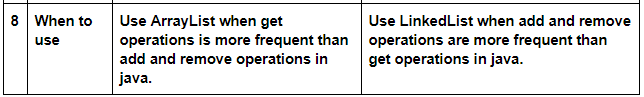 8 When to use
Use ArrayList when get
operations is more frequent than
add and remove operations in
java.
Use LinkedList when add and remove
operations are more frequent than
get operations in java.